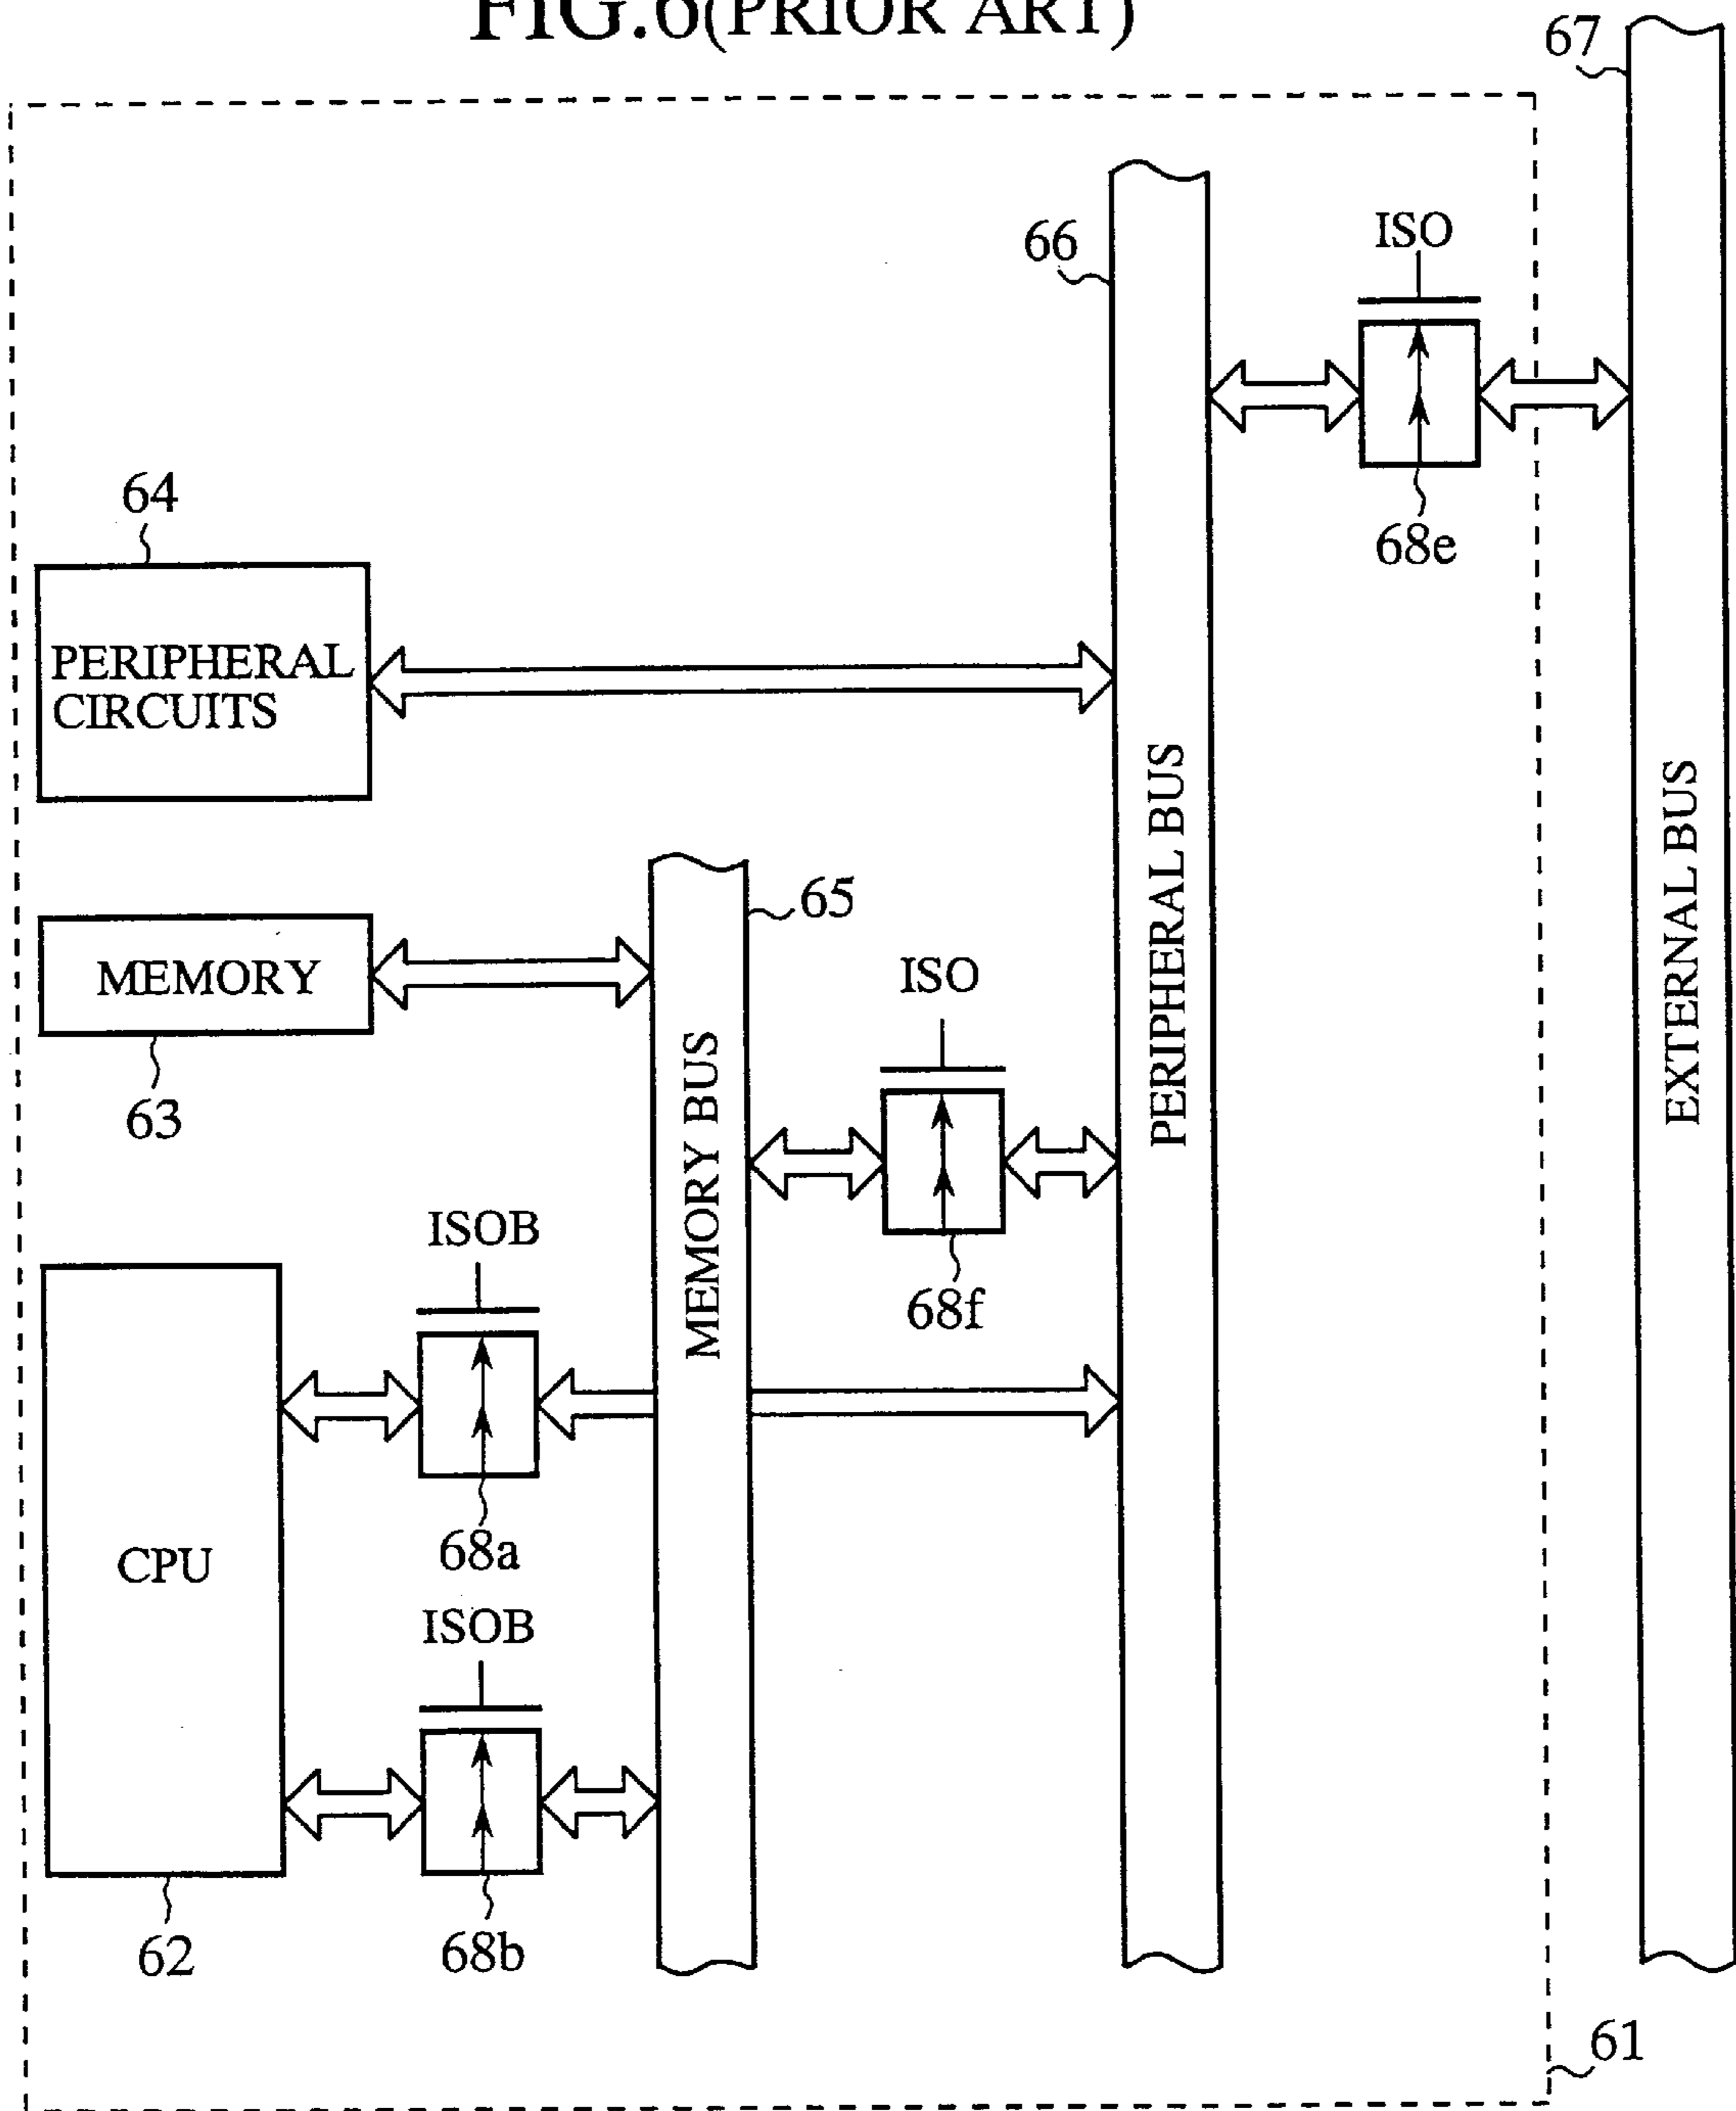 FIG.6(PRIOR ART)
67
66
ISO
68e
64
PERIPHERAL
CIRCUITS
PERIPHERAL BUS
EXTERNAL BUS
65
MEMORY
63
MEMORY BUS
ISO
68f
ISOB
68a
CPU
ISOB
68b
62
61